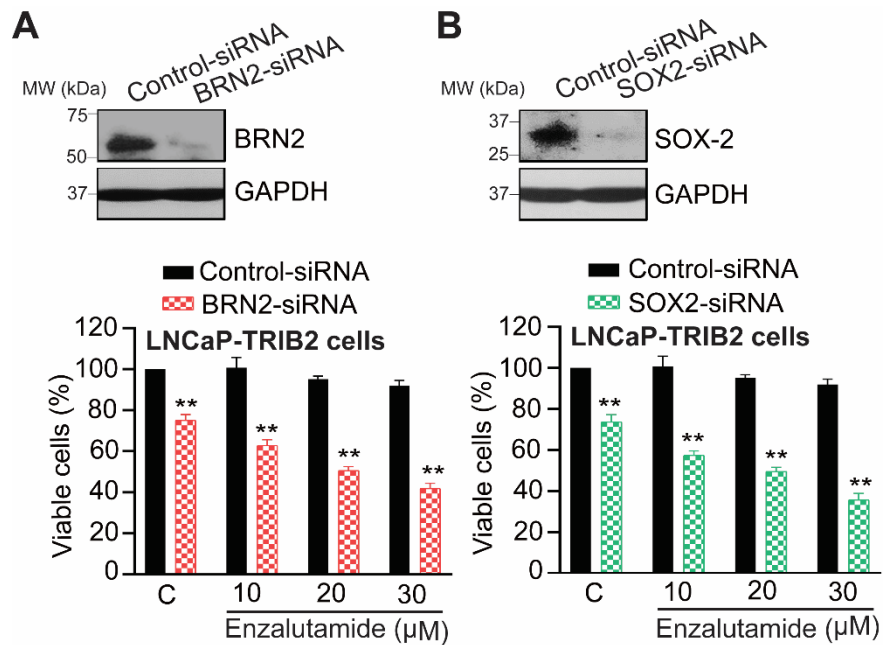 A
Control-siRNA
BRN2-siRNA
MW (kDa)
75
50
BRN2
37
GAPDH
Control-siRNA
BRN2-siRNA
LNCaP-TRIB2 cells
Viable cells (%)
120
100
80
60
40
20
0
** ** ** **
C 10 20 30
Enzalutamide (µM)
B
Control-siRNA
SOX2-siRNA
MW (kDa)
37
25
SOX-2
37
GAPDH
Control-siRNA
SOX2-siRNA
LNCaP-TRIB2 cells
Viable cells (%)
120
100
80
60
40
20
0
** ** ** **
C 10 20 30
Enzalutamide (µM)